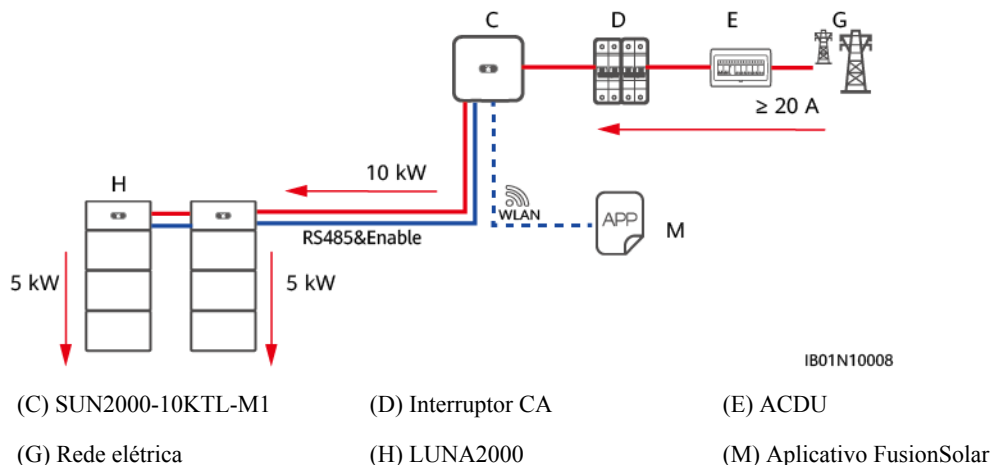 C D E G
≥ 20 A
10 kW
H
WLAN
APP
M
RS485&Enable
5 kW 5 kW
IB01N10008
(C) SUN2000-10KTL-M1 (D) Interruptor CA (E) ACDU
(G) Rede elétrica (H) LUNA2000 (M) Aplicativo FusionSolar